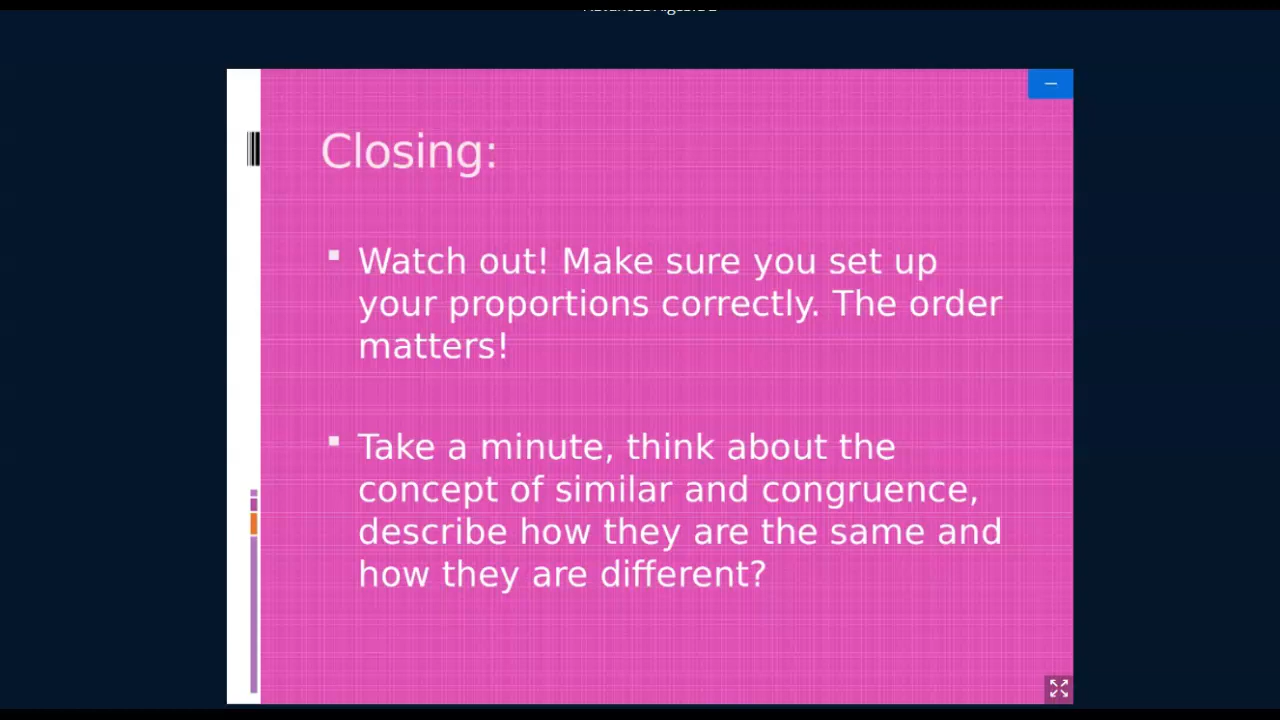 Closing:
Watch out! Make sure you set up
your proportions correctly. The order
matters!
Take a minute, think about the
concept of similar and congruence,
describe how they are the same and
how they are different?